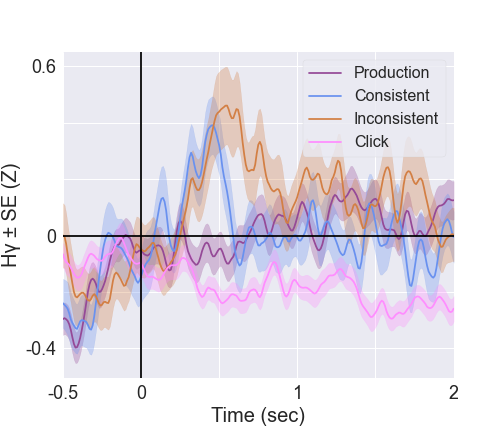 Hγ ± SE (Z)
0.6
0
-0.4
Production
Consistent
Inconsistent
Click
-0.5 0 1 2
Time (sec)